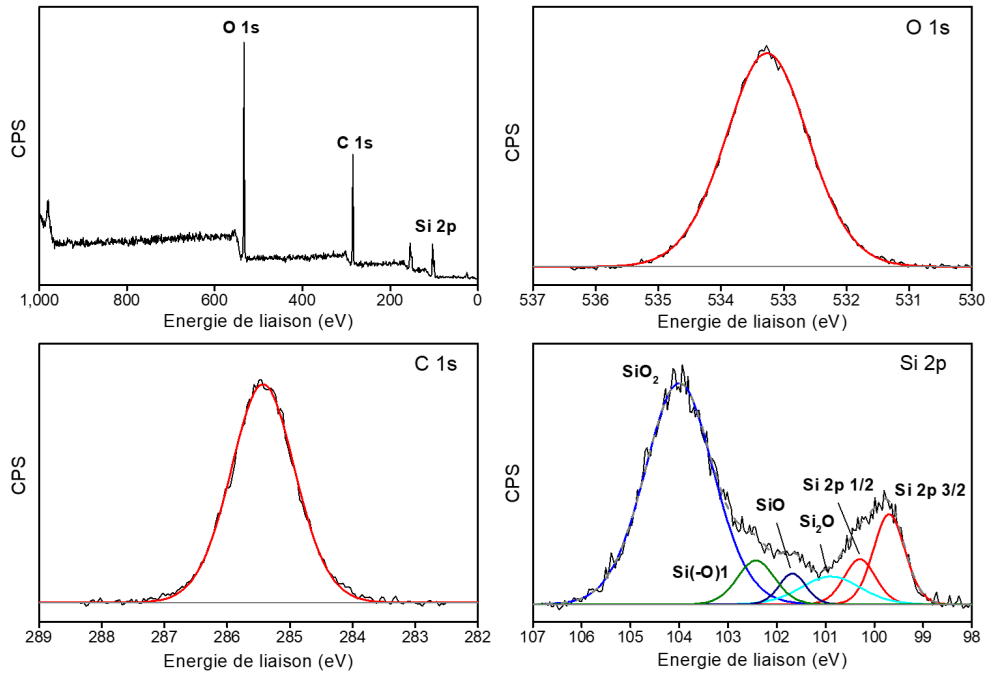 O 1s
C 1s
Si 2p
CPS
1,000 800 600 400 200 0
Energie de liaison (eV)
O 1s
CPS
537 536 535 534 533 532 531 530
Energie de liaison (eV)
C 1s
CPS
289 288 287 286 285 284 283 282
Energie de liaison (eV)
Si 2p
SiO₂
Si 2p 1/2
Si 2p 3/2
SiO
Si₂O
Si(-O)1
CPS
107 106 105 104 103 102 101 100 99 98
Energie de liaison (eV)